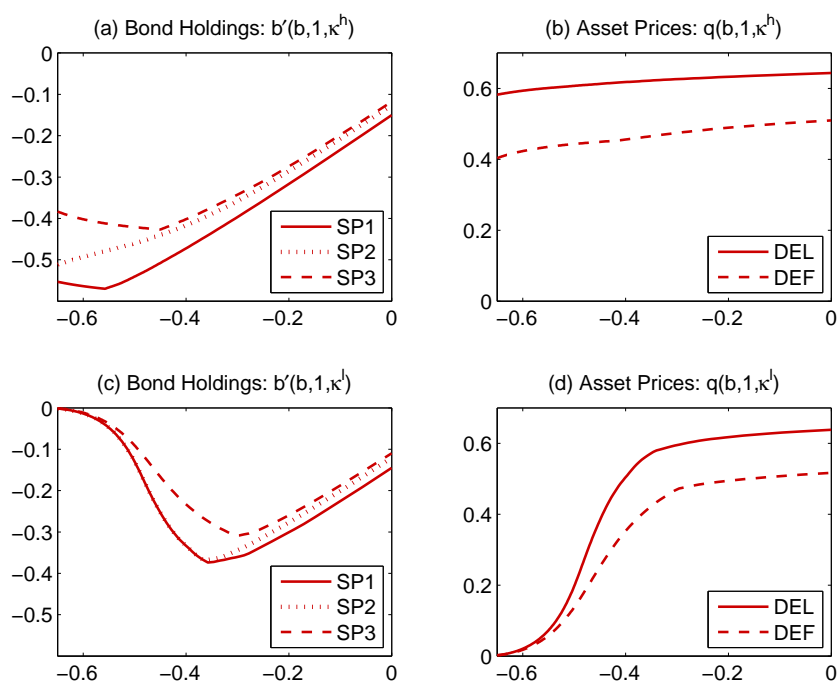 (a) Bond Holdings: b′(b,1,κʰ)
0
−0.1
−0.2
−0.3
−0.4
−0.5
−0.6
−0.4
−0.2
0
SP1
SP2
SP3
(b) Asset Prices: q(b,1,κʰ)
0.6
0.4
0.2
0
−0.6
−0.4
−0.2
0
DEL
DEF
(c) Bond Holdings: b′(b,1,κˡ)
0
−0.1
−0.2
−0.3
−0.4
−0.5
−0.6
−0.4
−0.2
0
SP1
SP2
SP3
(d) Asset Prices: q(b,1,κˡ)
0.6
0.4
0.2
0
−0.6
−0.4
−0.2
0
DEL
DEF